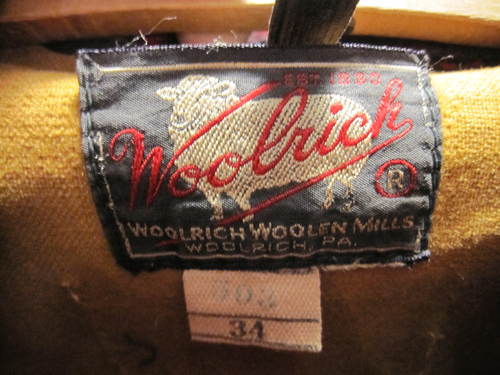 Woolrich
®
WOOLRICH WOOLEN MILLS
WOOLRICH, PA.
34